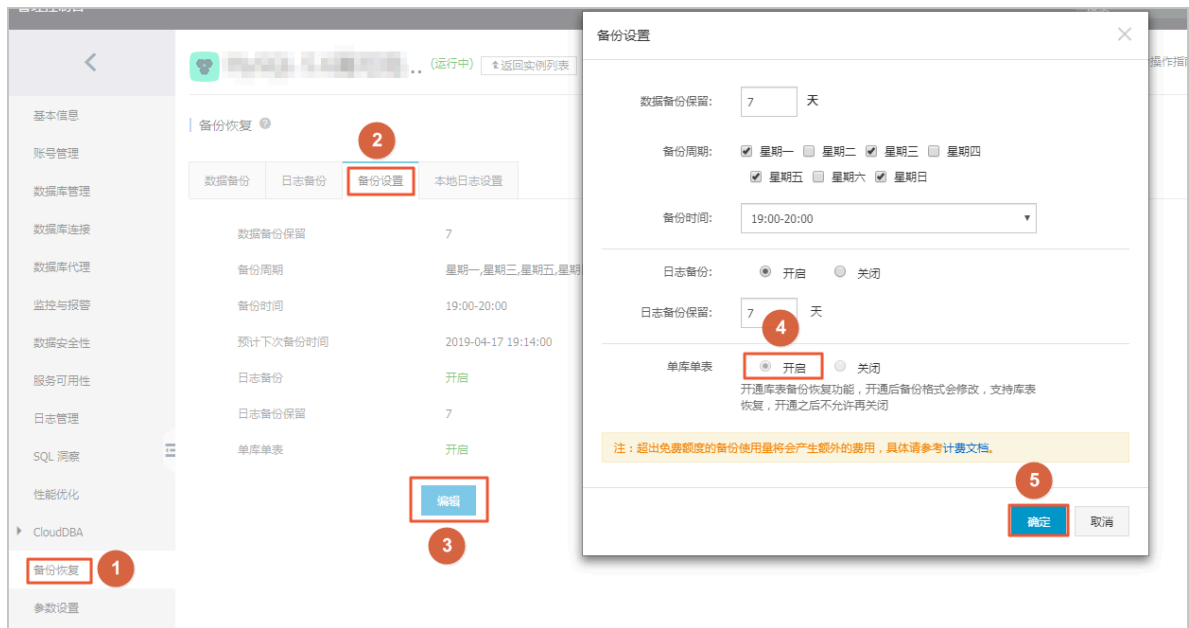 (运行中)
返回实例列表
操作指
基本信息
账号管理
数据库管理
数据库连接
数据库代理
监控与报警
数据安全性
服务可用性
日志管理
SQL 洞察
性能优化
CloudDBA
备份恢复
参数设置
1
备份恢复
2
数据备份
日志备份
备份设置
本地日志设置
数据备份保留 7
备份周期 星期一,星期三,星期五,星期
备份时间 19:00-20:00
预计下次备份时间 2019-04-17 19:14:00
日志备份 开启
日志备份保留 7
单库单表 开启
编辑
3
备份设置
数据备份保留: 7 天
备份周期: 星期一 星期二 星期三 星期四
星期五 星期六 星期日
备份时间: 19:00-20:00
日志备份: 开启 关闭
日志备份保留: 7 天
4
单库单表 开启 关闭
开通库表备份恢复功能，开通后备份格式会修改，支持库表
恢复，开通之后不允许再关闭
注：超出免费额度的备份使用量将会产生额外的费用，具体请参考计费文档。
5
确定
取消